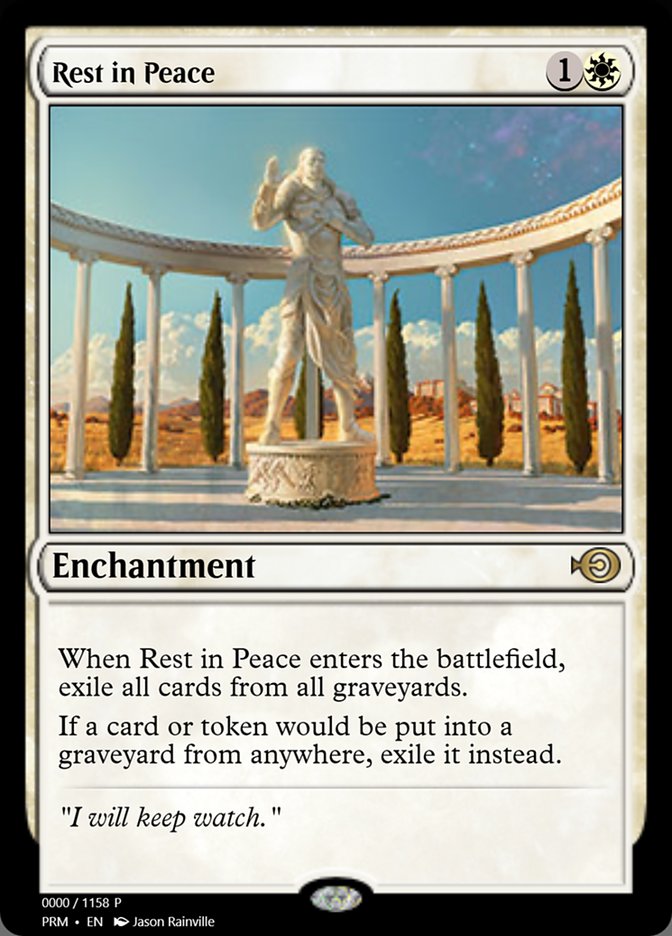 Rest in Peace 1
Enchantment
When Rest in Peace enters the battlefield,
exile all cards from all graveyards.
If a card or token would be put into a
graveyard from anywhere, exile it instead.
"I will keep watch."
0000 / 1158 P
PRM • EN Jason Rainville